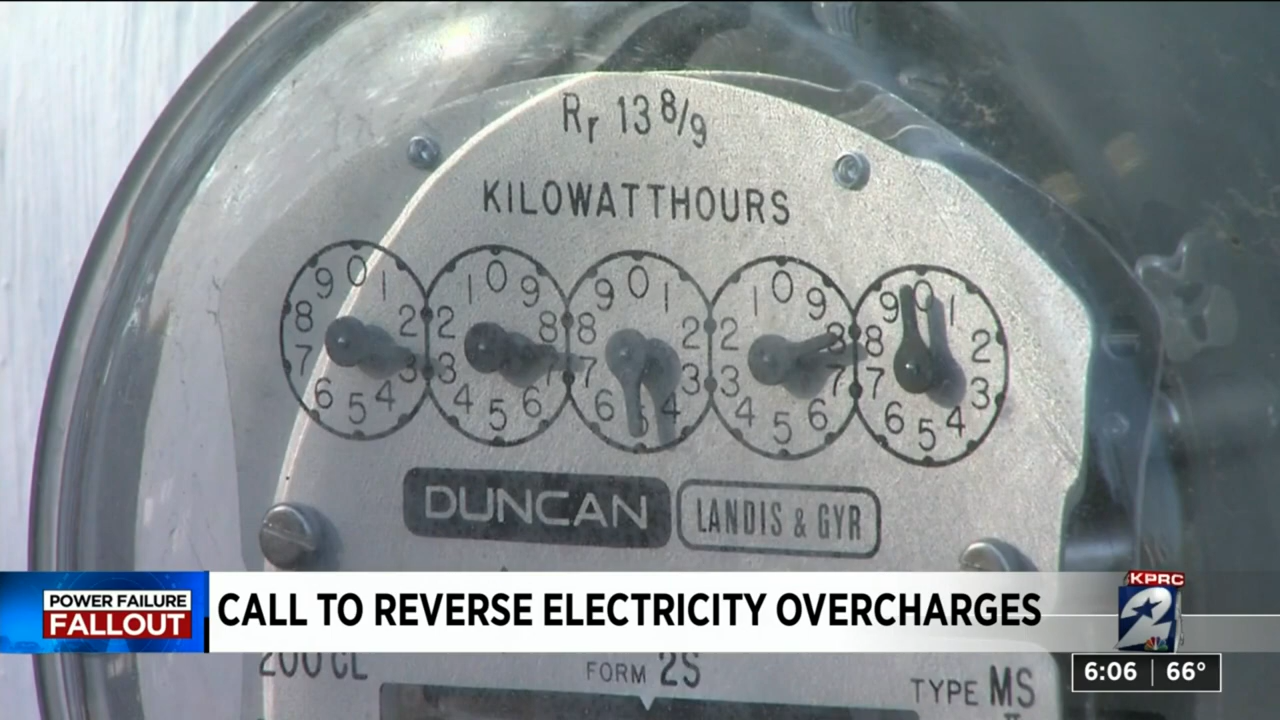 Rr 13 8/9
KILOWATTHOURS
0 1 2 3 4 5 6 7 8 9
0 9 8 7 6 5 4 3 2 1
0 1 2 3 4 5 6 7 8 9
0 9 8 7 6 5 4 3 2 1
0 1 2 3 4 5 6 7 8 9
DUNCAN LANDIS & GYR
POWER FAILURE
FALLOUT
CALL TO REVERSE ELECTRICITY OVERCHARGES
KPRC
2
200CL FORM 2S TYPE MS
6:06 66°